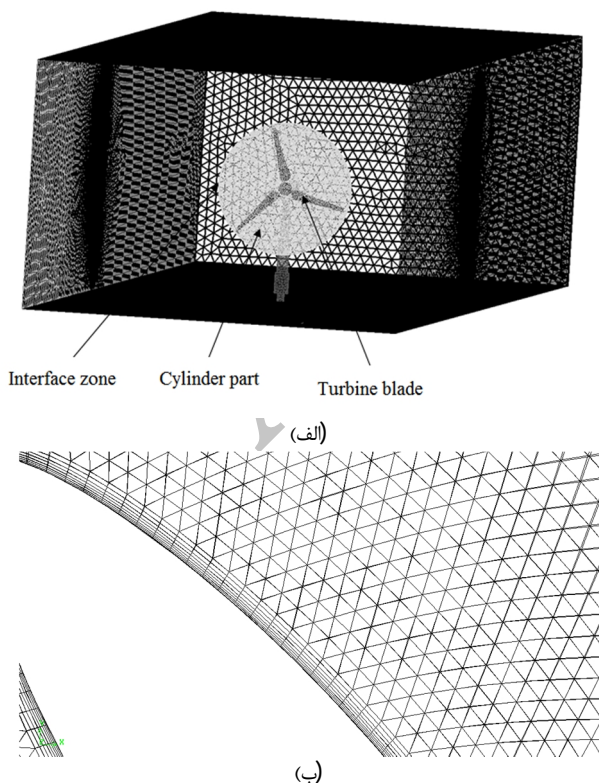 Interface zone
Cylinder part
Turbine blade
(الف)
(ب)
x